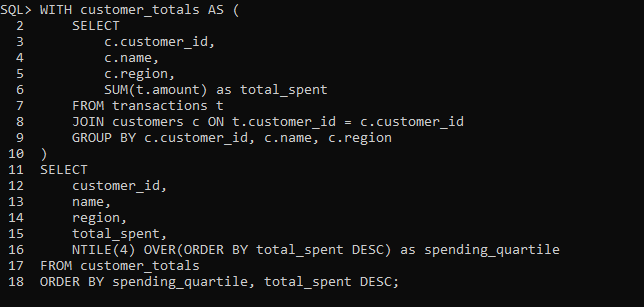 SQL> WITH customer_totals AS (
  2      SELECT
  3          c.customer_id,
  4          c.name,
  5          c.region,
  6          SUM(t.amount) as total_spent
  7      FROM transactions t
  8      JOIN customers c ON t.customer_id = c.customer_id
  9      GROUP BY c.customer_id, c.name, c.region
 10  )
 11  SELECT
 12      customer_id,
 13      name,
 14      region,
 15      total_spent,
 16      NTILE(4) OVER(ORDER BY total_spent DESC) as spending_quartile
 17  FROM customer_totals
 18  ORDER BY spending_quartile, total_spent DESC;